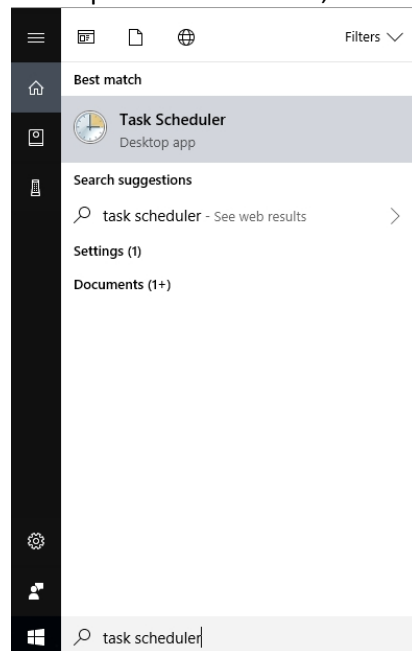 Filters
Best match
Task Scheduler
Desktop app
Search suggestions
task scheduler - See web results
Settings (1)
Documents (1+)
task scheduler